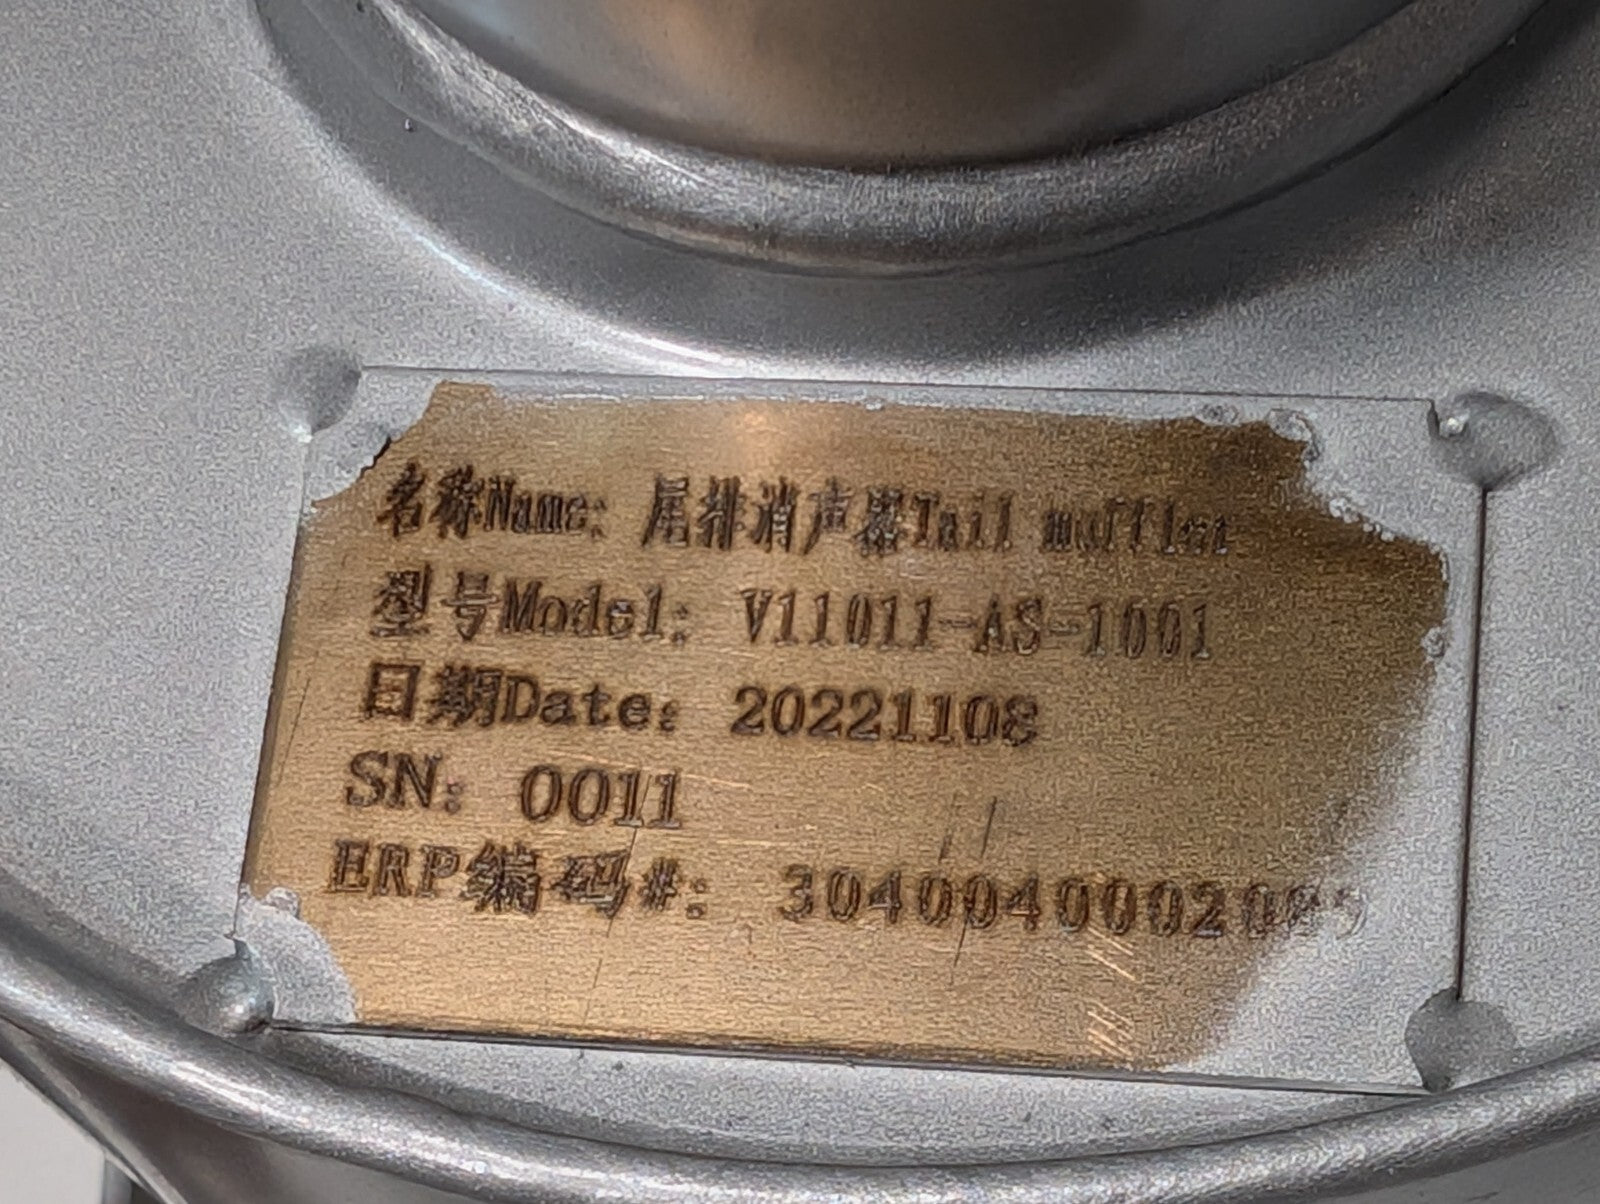 名称Name: 尾排消声器Tail muffler
型号Model: V11011-AS-1001
日期Date: 20221108
SN: 0011
ERP编码#: